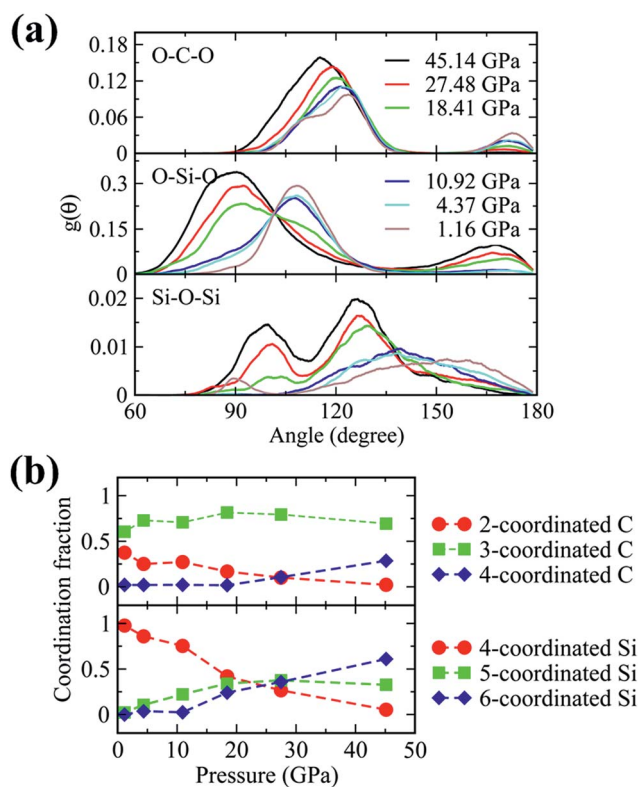 (a)
O-C-O
45.14 GPa
27.48 GPa
18.41 GPa
0.18
0.12
0.06
0
O-Si-O
10.92 GPa
4.37 GPa
1.16 GPa
0.3
0.15
0
g(θ)
Si-O-Si
0.02
0.01
0
60 90 120 150 180
Angle (degree)
(b)
1
0.5
0
2-coordinated C
3-coordinated C
4-coordinated C
1
0.5
0
4-coordinated Si
5-coordinated Si
6-coordinated Si
Coordination fraction
0 10 20 30 40 50
Pressure (GPa)